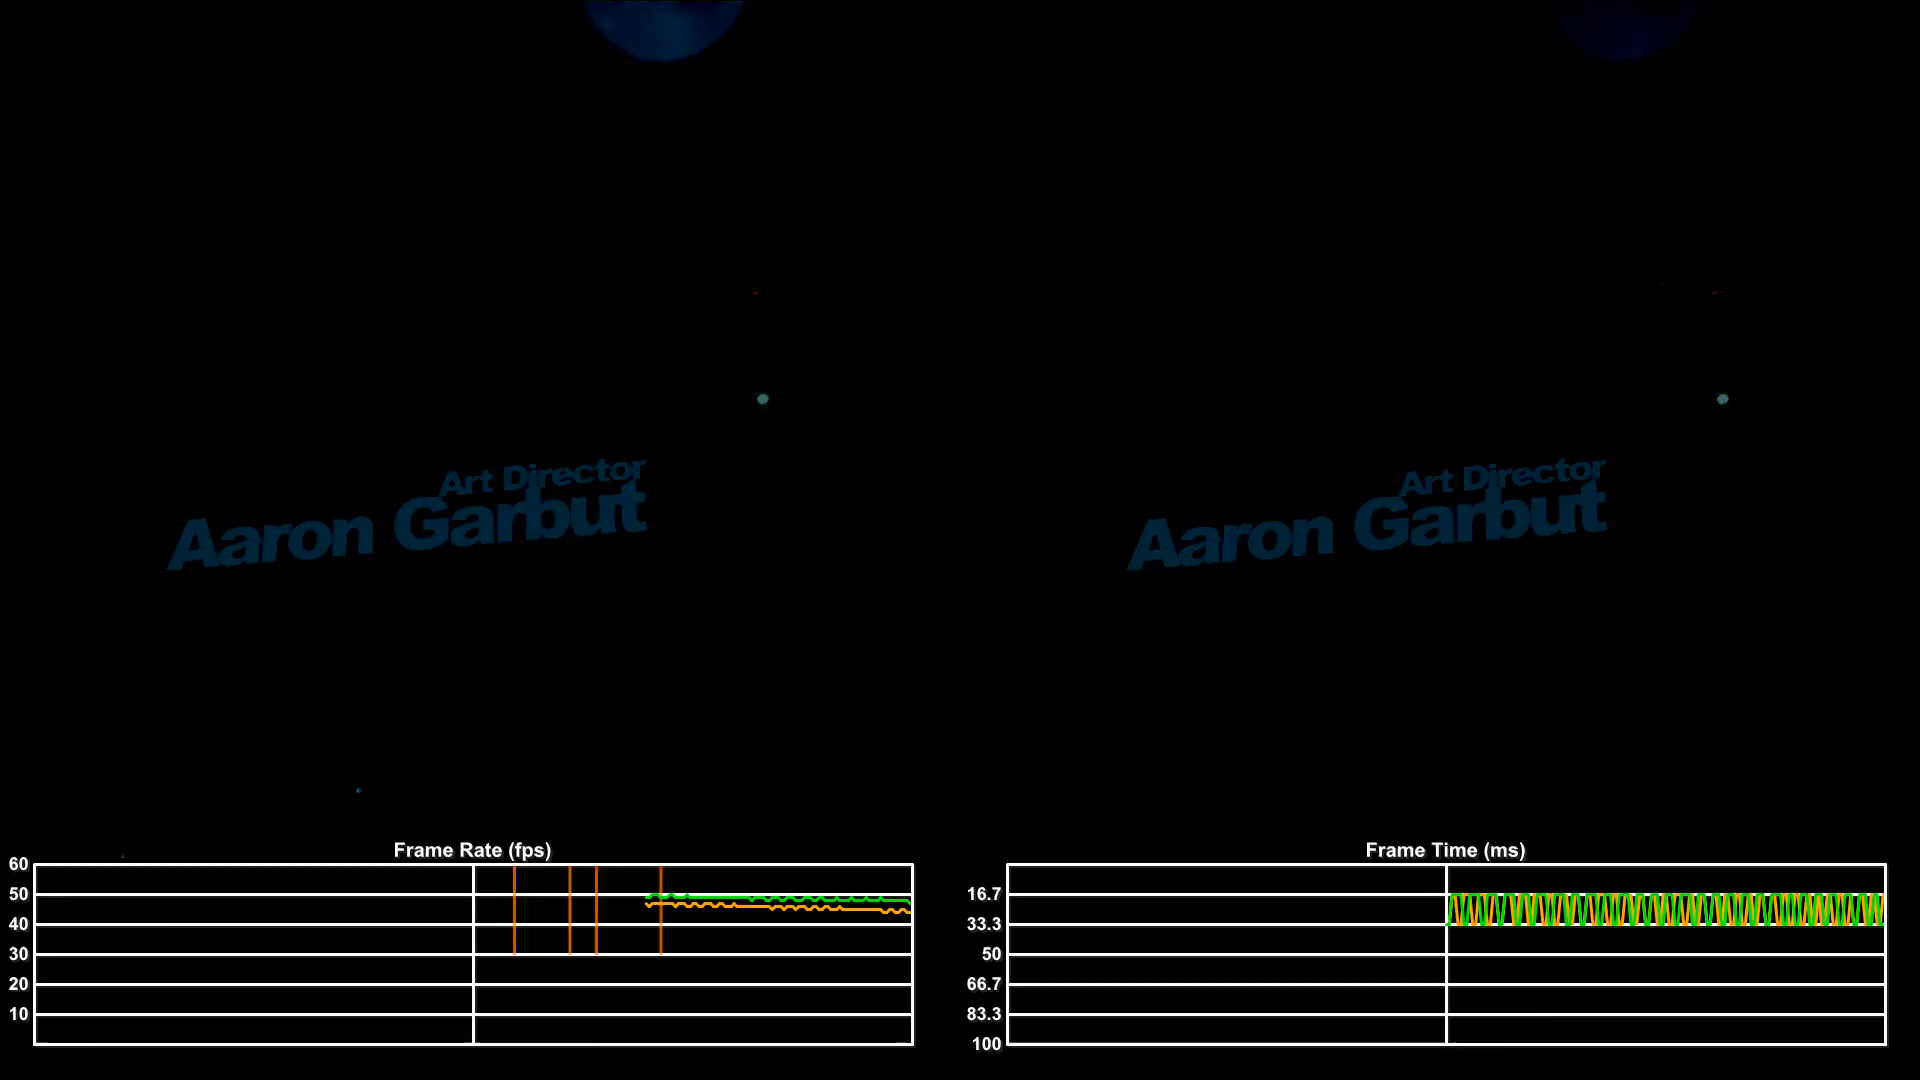 Art Director
Aaron Garbut
Art Director
Aaron Garbut
Frame Rate (fps)
60
50
40
30
20
10
Frame Time (ms)
16.7
33.3
50
66.7
83.3
100